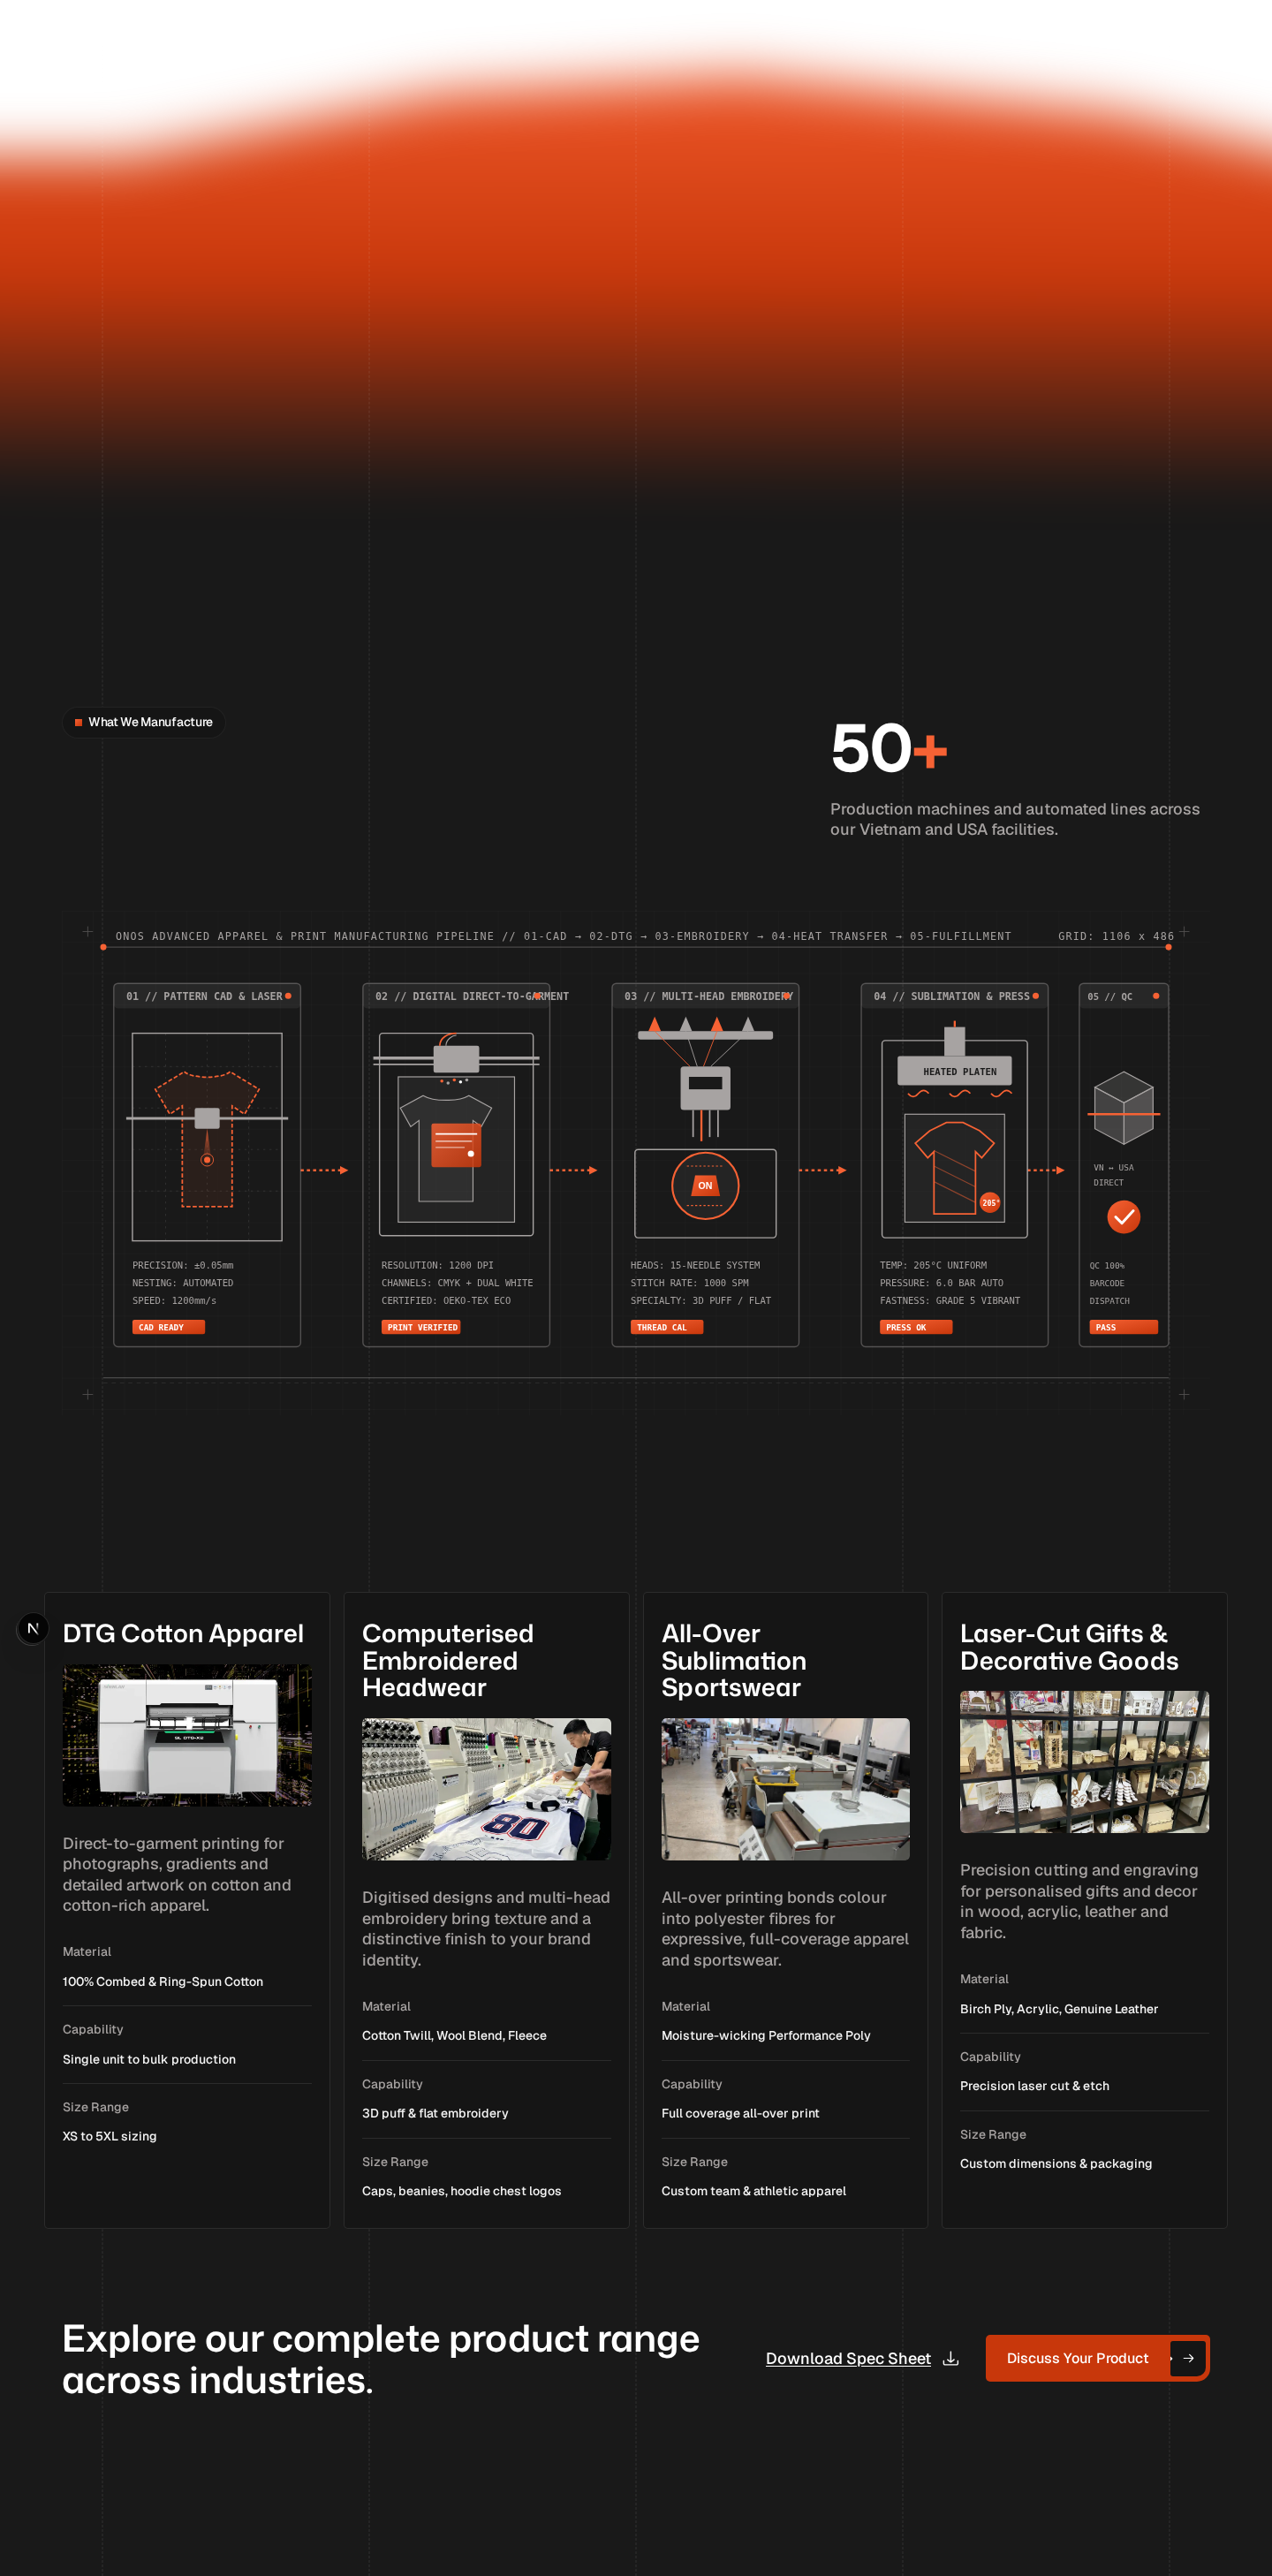 What We Manufacture
50+
Production machines and automated lines across
our Vietnam and USA facilities.
ONOS ADVANCED APPAREL & PRINT MANUFACTURING PIPELINE // 01-CAD → 02-DTG → 03-EMBROIDERY → 04-HEAT TRANSFER → 05-FULFILLMENT
GRID: 1106 x 486
01 // PATTERN CAD & LASER
PRECISION: ±0.05mm
NESTING: AUTOMATED
SPEED: 1200mm/s
CAD READY
02 // DIGITAL DIRECT-TO-GARMENT
RESOLUTION: 1200 DPI
CHANNELS: CMYK + DUAL WHITE
CERTIFIED: OEKO-TEX ECO
PRINT VERIFIED
03 // MULTI-HEAD EMBROIDERY
ON
HEADS: 15-NEEDLE SYSTEM
STITCH RATE: 1000 SPM
SPECIALTY: 3D PUFF / FLAT
THREAD CAL
04 // SUBLIMATION & PRESS
HEATED PLATEN
205°
TEMP: 205°C UNIFORM
PRESSURE: 6.0 BAR AUTO
FASTNESS: GRADE 5 VIBRANT
PRESS OK
05 // QC
VN ↔ USA
DIRECT
QC 100%
BARCODE
DISPATCH
PASS
N
DTG Cotton Apparel
Direct-to-garment printing for
photographs, gradients and
detailed artwork on cotton and
cotton-rich apparel.
Material
100% Combed & Ring-Spun Cotton
Capability
Single unit to bulk production
Size Range
XS to 5XL sizing
Computerised
Embroidered
Headwear
80
Digitised designs and multi-head
embroidery bring texture and a
distinctive finish to your brand
identity.
Material
Cotton Twill, Wool Blend, Fleece
Capability
3D puff & flat embroidery
Size Range
Caps, beanies, hoodie chest logos
All-Over
Sublimation
Sportswear
All-over printing bonds colour
into polyester fibres for
expressive, full-coverage apparel
and sportswear.
Material
Moisture-wicking Performance Poly
Capability
Full coverage all-over print
Size Range
Custom team & athletic apparel
Laser-Cut Gifts &
Decorative Goods
Precision cutting and engraving
for personalised gifts and decor
in wood, acrylic, leather and
fabric.
Material
Birch Ply, Acrylic, Genuine Leather
Capability
Precision laser cut & etch
Size Range
Custom dimensions & packaging
Explore our complete product range
across industries.
Download Spec Sheet
Discuss Your Product